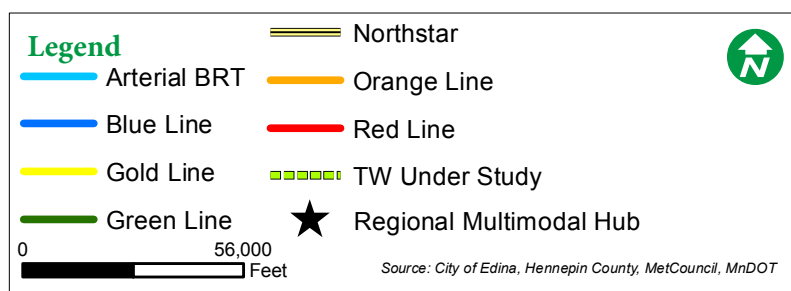 Legend
Arterial BRT
Blue Line
Gold Line
Green Line
Northstar
Orange Line
Red Line
TW Under Study
Regional Multimodal Hub
N
0 56,000
Feet
Source: City of Edina, Hennepin County, MetCouncil, MnDOT